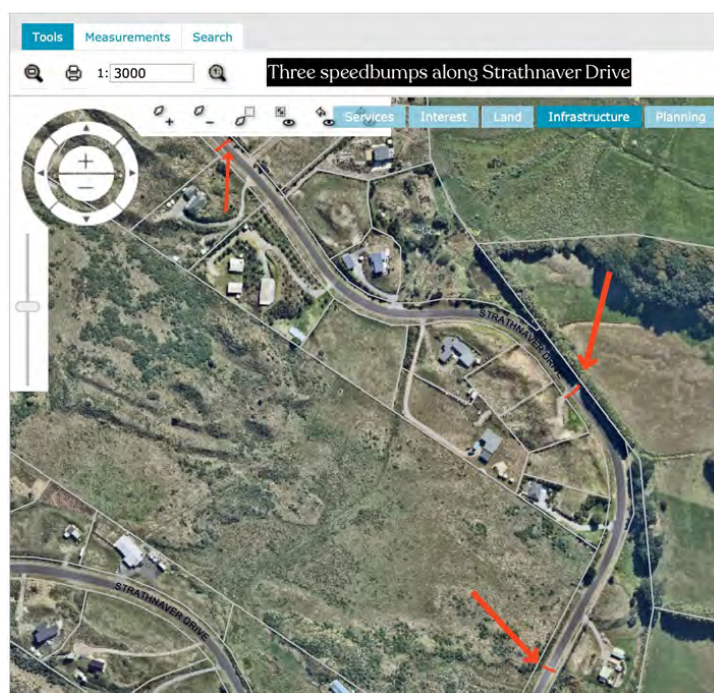 Tools Measurements Search
1: 3000
Three speedbumps along Strathnaver Drive
Services Interest Land Infrastructure Planning
STRATHNAVER DRIVE
STRATHNAVER DRIVE